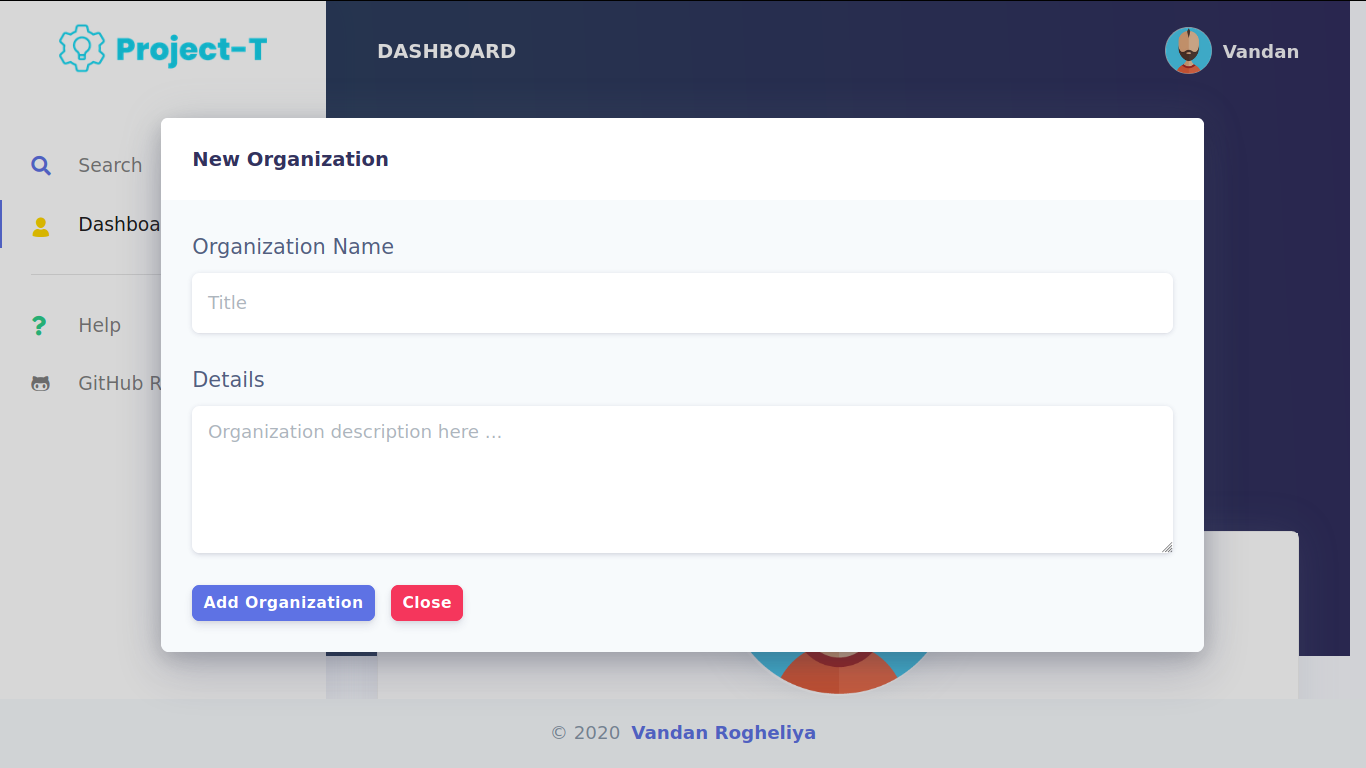 Project-T
DASHBOARD
Vandan
Search
Dashboa
Help
GitHub R
New Organization
Organization Name
Title
Details
Organization description here ...
Add Organization
Close
© 2020 Vandan Rogheliya